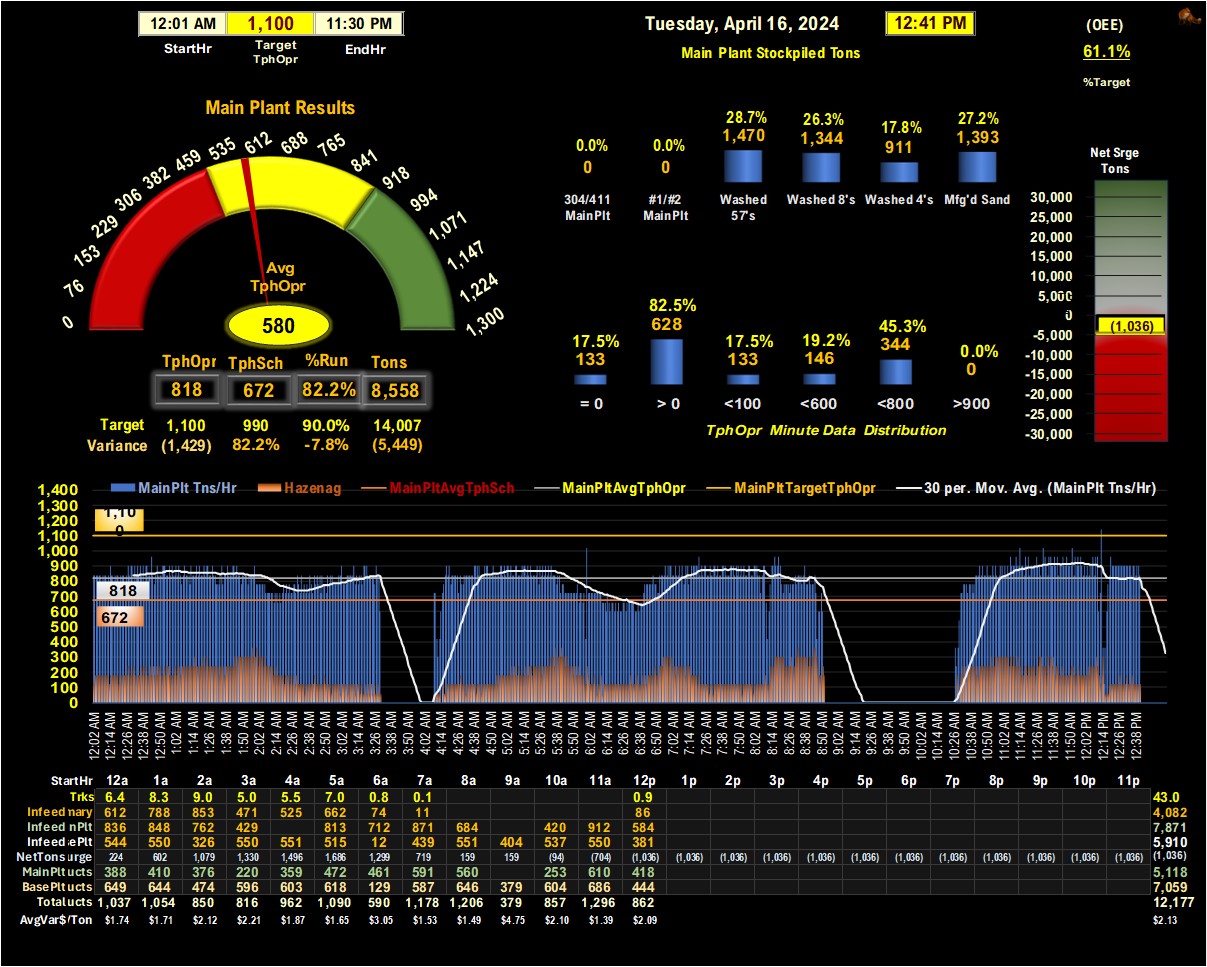 12:01 AM 1,100 11:30 PM
StartHr Target TphOpr EndHr
Tuesday, April 16, 2024 12:41 PM
Main Plant Stockpiled Tons
(OEE)
61.1%
%Target
Main Plant Results
0 76 153 229 306 382 459 535 612 688 765 841 918 994 1,071 1,147 1,224 1,300
Avg
TphOpr
580
TphOpr TphSch %Run Tons
818 672 82.2% 8,558
Target 1,100 990 90.0% 14,007
Variance (1,429) 82.2% -7.8% (5,449)
0.0% 0.0% 28.7% 26.3% 17.8% 27.2%
0 0 1,470 1,344 911 1,393
304/411 MainPlt #1/#2 MainPlt Washed 57's Washed 8's Washed 4's Mfg'd Sand
17.5% 82.5% 17.5% 19.2% 45.3% 0.0%
133 628 133 146 344 0
= 0 > 0 <100 <600 <800 >900
TphOpr Minute Data Distribution
Net Srge
Tons
30,000
25,000
20,000
15,000
10,000
5,000
0
(1,036)
-5,000
-10,000
-15,000
-20,000
-25,000
-30,000
MainPlt Tns/Hr Hazenag MainPltAvgTphSch MainPltAvgTphOpr MainPltTargetTphOpr 30 per. Mov. Avg. (MainPlt Tns/Hr)
1,400
1,300
1,200
1,100
1,000
900
800
700
600
500
400
300
200
100
0
1,10
0
818
672
12:02 AM 12:14 AM 12:26 AM 12:38 AM 12:50 AM 1:02 AM 1:14 AM 1:26 AM 1:38 AM 1:50 AM 2:02 AM 2:14 AM 2:26 AM 2:38 AM 2:50 AM 3:02 AM 3:14 AM 3:26 AM 3:38 AM 3:50 AM 4:02 AM 4:14 AM 4:26 AM 4:38 AM 4:50 AM 5:02 AM 5:14 AM 5:26 AM 5:38 AM 5:50 AM 6:02 AM 6:14 AM 6:26 AM 6:38 AM 6:50 AM 7:02 AM 7:14 AM 7:26 AM 7:38 AM 7:50 AM 8:02 AM 8:14 AM 8:26 AM 8:38 AM 8:50 AM 9:02 AM 9:14 AM 9:26 AM 9:38 AM 9:50 AM 10:02 AM 10:14 AM 10:26 AM 10:38 AM 10:50 AM 11:02 AM 11:14 AM 11:26 AM 11:38 AM 11:50 AM 12:02 PM 12:14 PM 12:26 PM 12:38 PM
StartHr 12a 1a 2a 3a 4a 5a 6a 7a 8a 9a 10a 11a 12p 1p 2p 3p 4p 5p 6p 7p 8p 9p 10p 11p
Trks 6.4 8.3 9.0 5.0 5.5 7.0 0.8 0.1 0.9 43.0
Infeed mary 612 788 853 471 525 662 74 11 86 4,082
Infeed nPlt 836 848 762 429 813 712 871 684 420 912 584 7,871
Infeed ePlt 544 550 326 550 551 515 12 439 551 404 537 550 381 5,910
NetTons urge 224 602 1,079 1,330 1,496 1,686 1,299 719 159 159 (94) (704) (1,036) (1,036) (1,036) (1,036) (1,036) (1,036) (1,036) (1,036) (1,036) (1,036) (1,036) (1,036) (1,036)
MainPlt ucts 388 410 376 220 359 472 461 591 560 253 610 418 5,118
BasePlt ucts 649 644 474 596 603 618 129 587 646 379 604 686 444 7,059
Total ucts 1,037 1,054 850 816 962 1,090 590 1,178 1,206 379 857 1,296 862 12,177
AvgVar$/Ton $1.74 $1.71 $2.12 $2.21 $1.87 $1.65 $3.05 $1.53 $1.49 $4.75 $2.10 $1.39 $2.09 $2.13